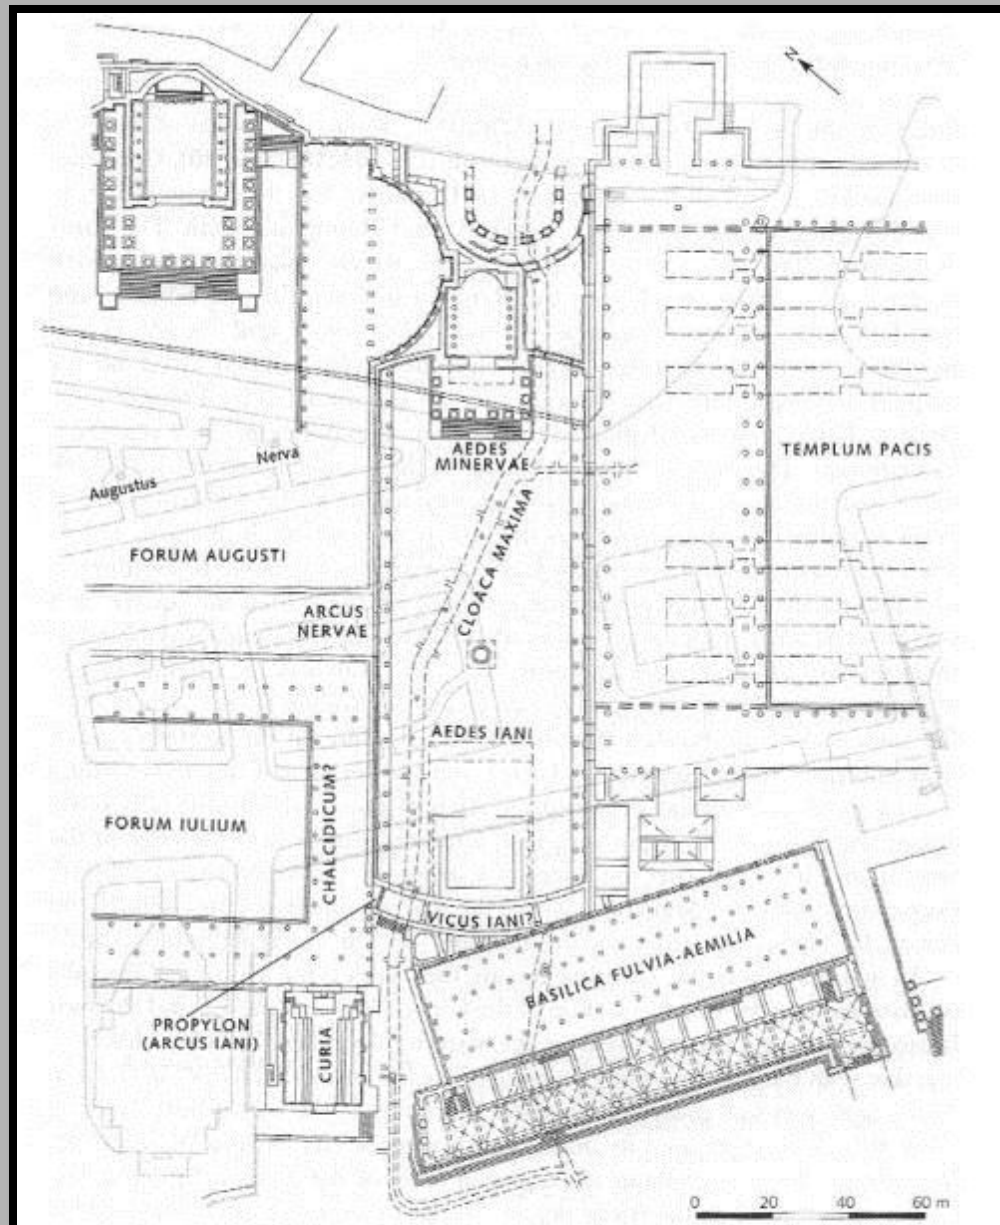 N
AEDES
MINERVAE
TEMPLUM PACIS
Nerva
Augustus
CLOACA MAXIMA
FORUM AUGUSTI
ARCUS
NERVAE
AEDES IANI
CHALCIDICUM?
FORUM IULIUM
VICUS IANI?
BASILICA FULVIA-AEMILIA
PROPYLON
(ARCUS IANI)
CURIA
0 20 40 60 m